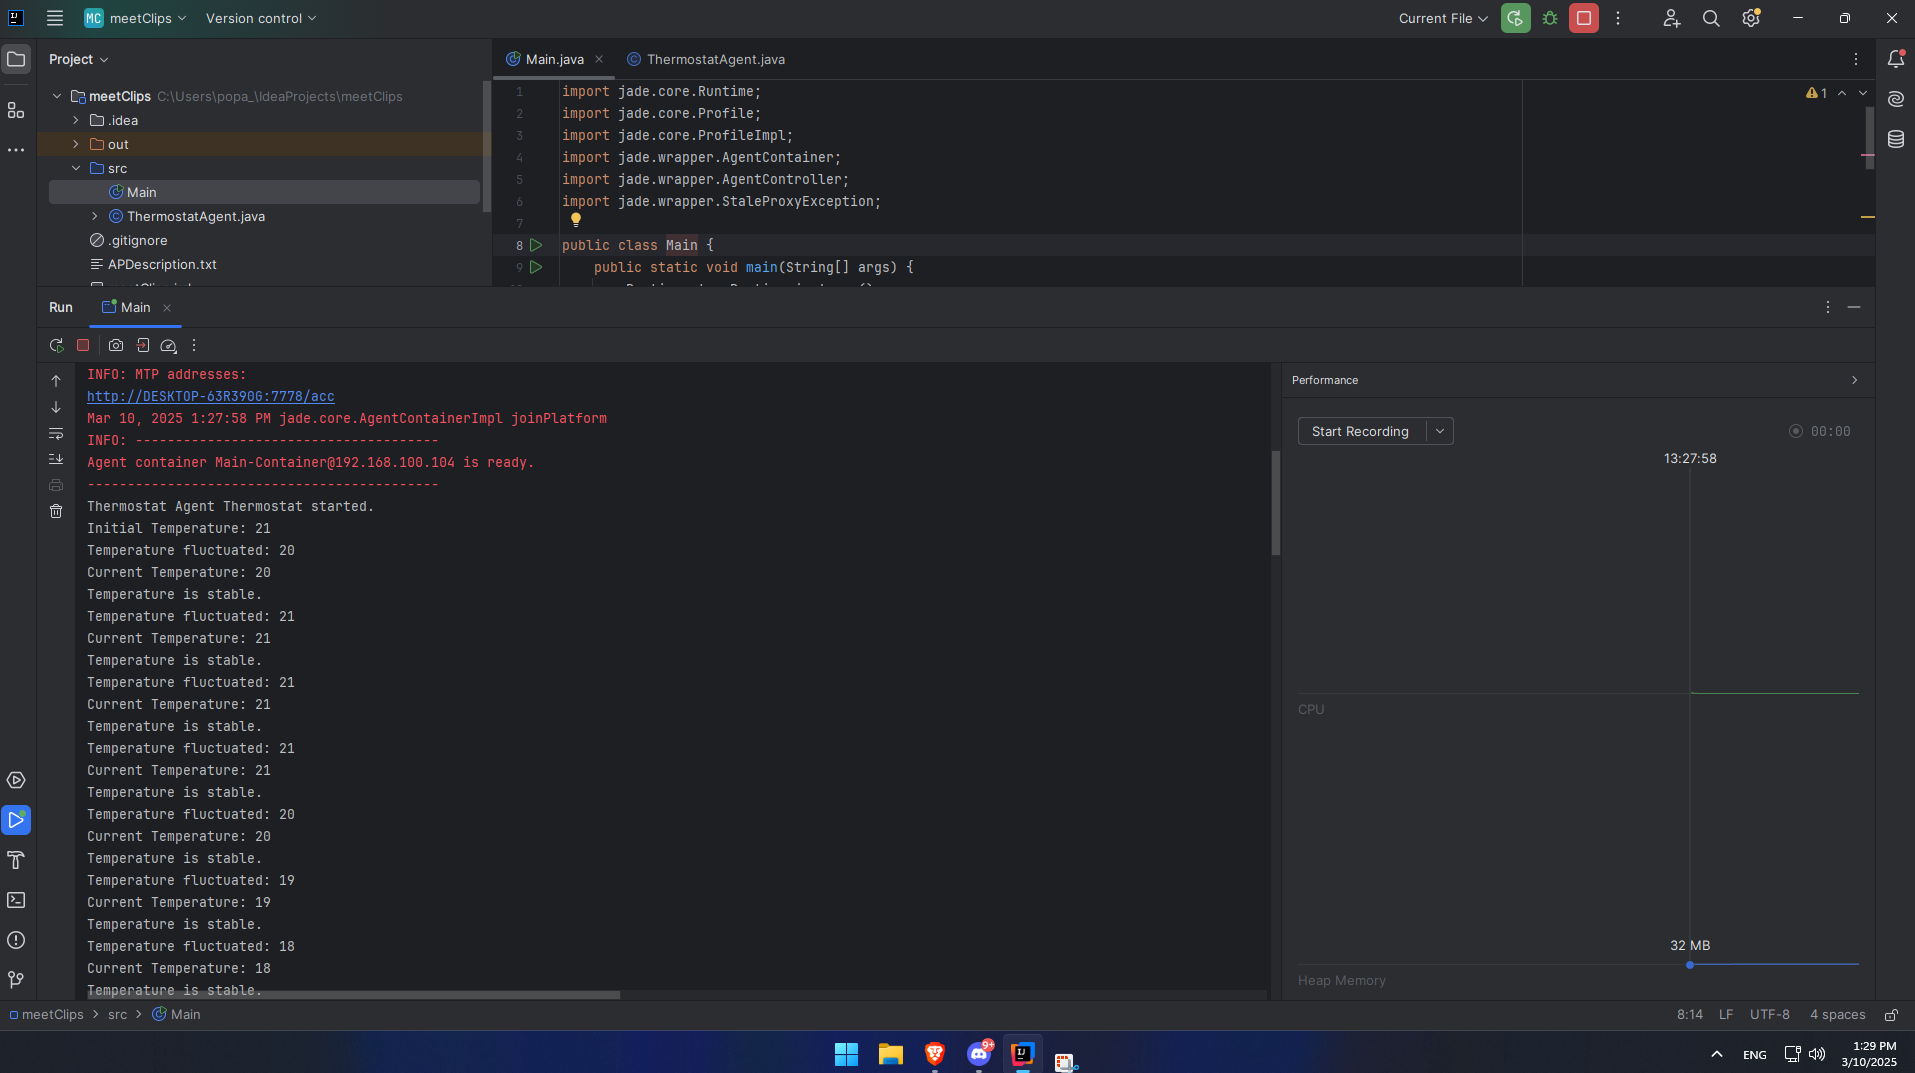 MC meetClips Version control Current File
Project
Main.java ThermostatAgent.java
meetClips C:\Users\popa_\IdeaProjects\meetClips
.idea
out
src
Main
ThermostatAgent.java
.gitignore
APDescription.txt
1 import jade.core.Runtime;
2 import jade.core.Profile;
3 import jade.core.ProfileImpl;
4 import jade.wrapper.AgentContainer;
5 import jade.wrapper.AgentController;
6 import jade.wrapper.StaleProxyException;
7
8 public class Main {
9 public static void main(String[] args) {
1
Run Main
INFO: MTP addresses:
http://DESKTOP-63R390G:7778/acc
Mar 10, 2025 1:27:58 PM jade.core.AgentContainerImpl joinPlatform
INFO: --------------------------------------
Agent container Main-Container@192.168.100.104 is ready.
--------------------------------------------
Thermostat Agent Thermostat started.
Initial Temperature: 21
Temperature fluctuated: 20
Current Temperature: 20
Temperature is stable.
Temperature fluctuated: 21
Current Temperature: 21
Temperature is stable.
Temperature fluctuated: 21
Current Temperature: 21
Temperature is stable.
Temperature fluctuated: 21
Current Temperature: 21
Temperature is stable.
Temperature fluctuated: 20
Current Temperature: 20
Temperature is stable.
Temperature fluctuated: 19
Current Temperature: 19
Temperature is stable.
Temperature fluctuated: 18
Current Temperature: 18
Temperature is stable.
Performance
Start Recording 00:00
13:27:58
CPU
32 MB
Heap Memory
meetClips src Main
8:14 LF UTF-8 4 spaces
9+
ENG
1:29 PM
3/10/2025